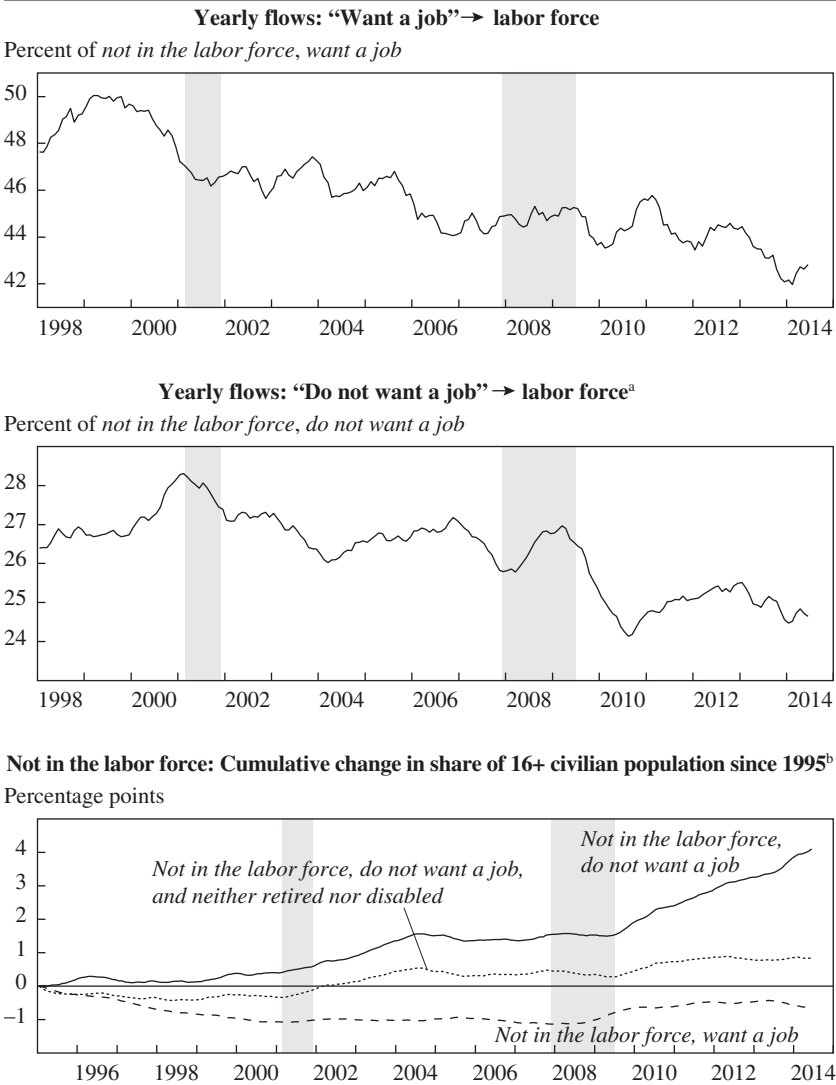 Yearly flows: “Want a job” → labor force
Percent of not in the labor force, want a job
50
48
46
44
42
1998 2000 2002 2004 2006 2008 2010 2012 2014
Yearly flows: “Do not want a job” → labor forceᵃ
Percent of not in the labor force, do not want a job
28
27
26
25
24
1998 2000 2002 2004 2006 2008 2010 2012 2014
Not in the labor force: Cumulative change in share of 16+ civilian population since 1995ᵇ
Percentage points
4
3
2
1
0
–1
Not in the labor force, do not want a job,
and neither retired nor disabled
Not in the labor force,
do not want a job
Not in the labor force, want a job
1996 1998 2000 2002 2004 2006 2008 2010 2012 2014